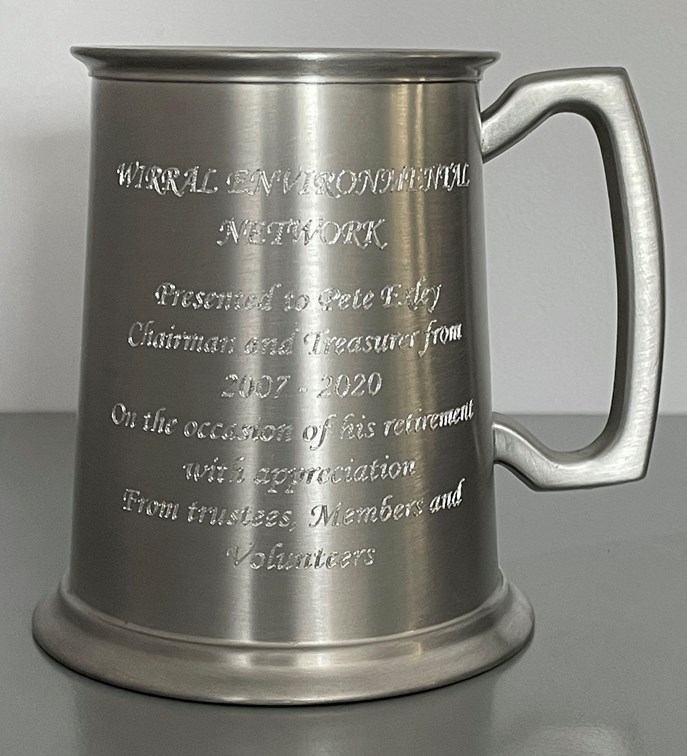 WIRRAL ENVIRONMENTAL
NETWORK
Presented to Pete Exley
Chairman and Treasurer from
2007 - 2020
On the occasion of his retirement
with appreciation
From trustees, Members and
Volunteers